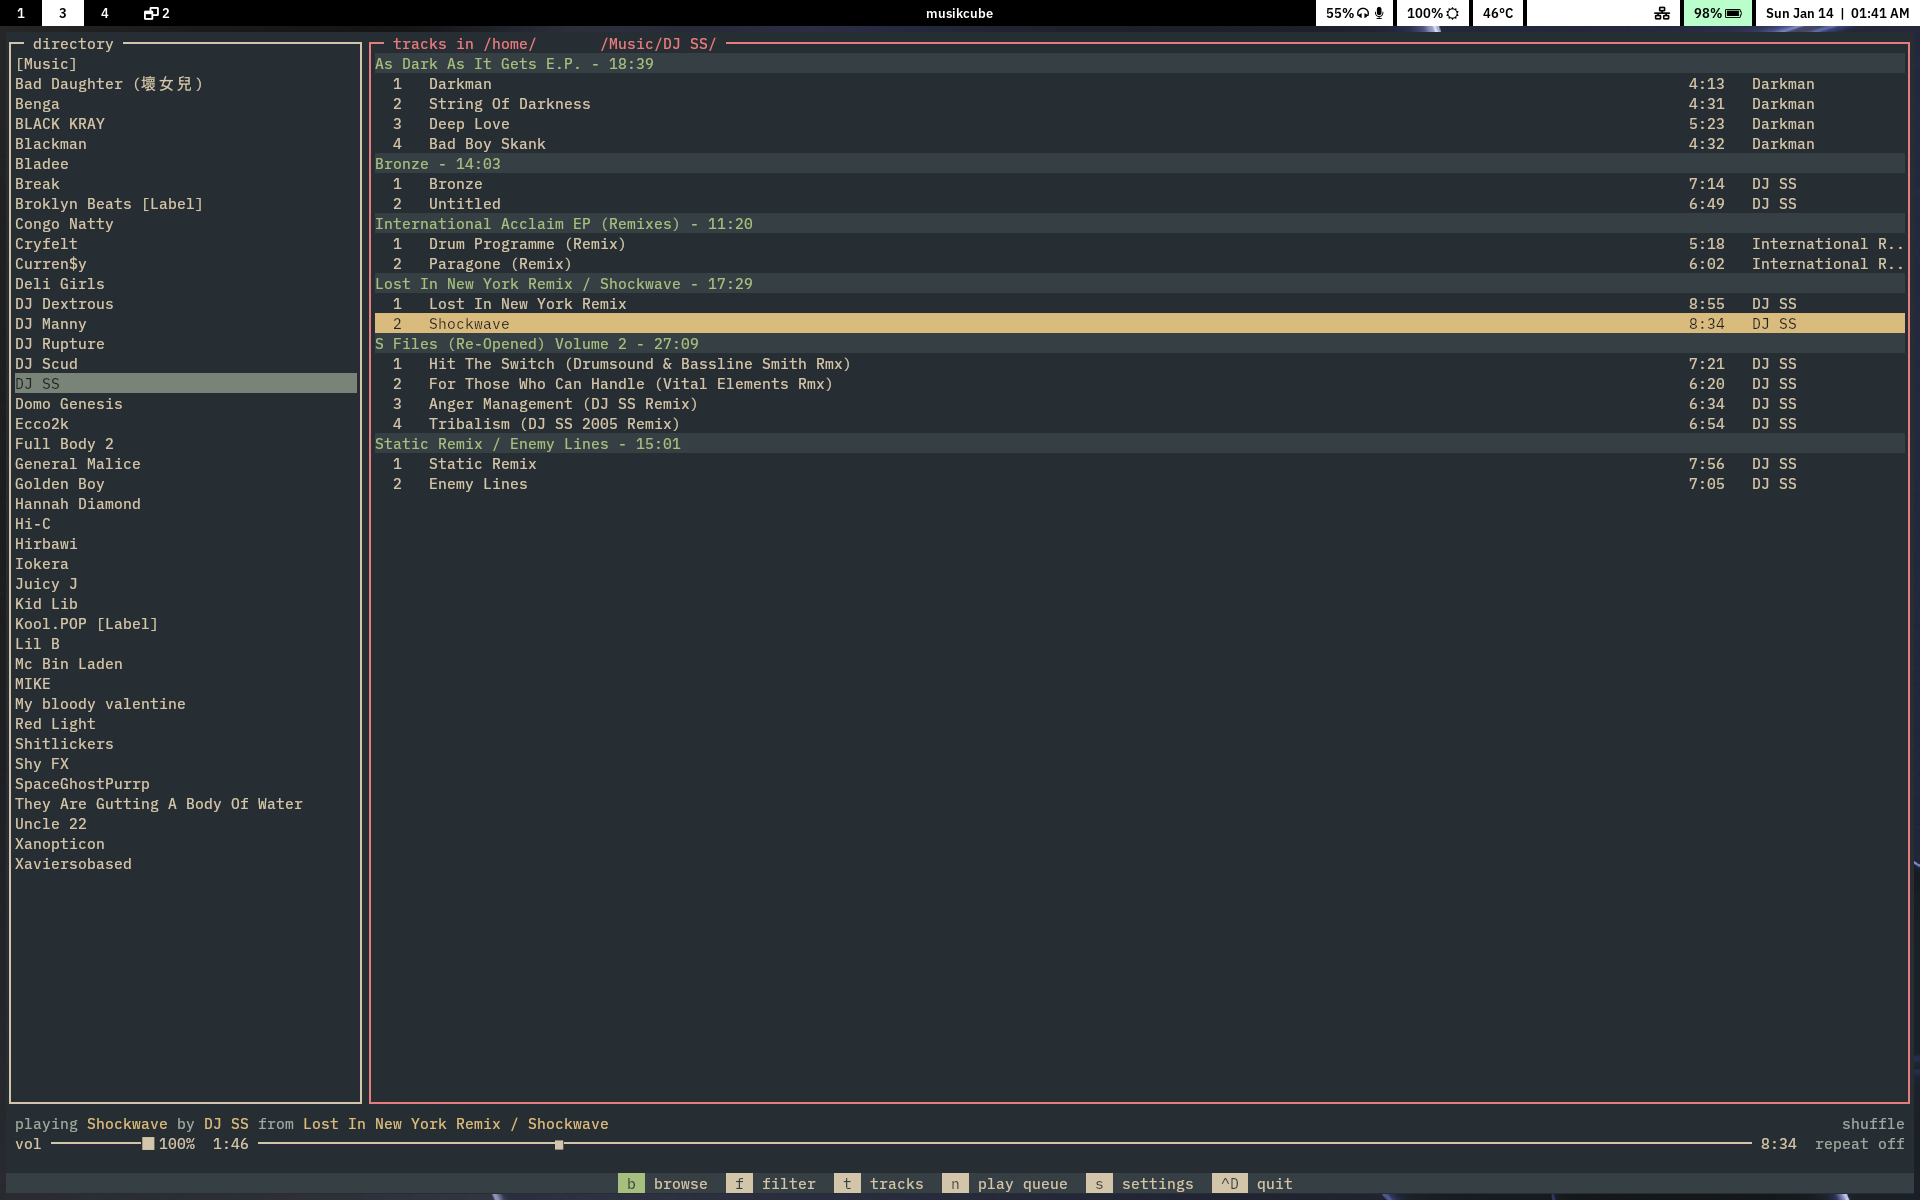 1 3 4 2 musikcube 55% 100% 46°C 98% Sun Jan 14 | 01:41 AM
directory
[Music]
Bad Daughter (壞女兒)
Benga
BLACK KRAY
Blackman
Bladee
Break
Broklyn Beats [Label]
Congo Natty
Cryfelt
Curren$y
Deli Girls
DJ Dextrous
DJ Manny
DJ Rupture
DJ Scud
DJ SS
Domo Genesis
Ecco2k
Full Body 2
General Malice
Golden Boy
Hannah Diamond
Hi-C
Hirbawi
Iokera
Juicy J
Kid Lib
Kool.POP [Label]
Lil B
Mc Bin Laden
MIKE
My bloody valentine
Red Light
Shitlickers
Shy FX
SpaceGhostPurrp
They Are Gutting A Body Of Water
Uncle 22
Xanopticon
Xaviersobased
tracks in /home/ /Music/DJ SS/
As Dark As It Gets E.P. - 18:39
1 Darkman 4:13 Darkman
2 String Of Darkness 4:31 Darkman
3 Deep Love 5:23 Darkman
4 Bad Boy Skank 4:32 Darkman
Bronze - 14:03
1 Bronze 7:14 DJ SS
2 Untitled 6:49 DJ SS
International Acclaim EP (Remixes) - 11:20
1 Drum Programme (Remix) 5:18 International R..
2 Paragone (Remix) 6:02 International R..
Lost In New York Remix / Shockwave - 17:29
1 Lost In New York Remix 8:55 DJ SS
2 Shockwave 8:34 DJ SS
S Files (Re-Opened) Volume 2 - 27:09
1 Hit The Switch (Drumsound & Bassline Smith Rmx) 7:21 DJ SS
2 For Those Who Can Handle (Vital Elements Rmx) 6:20 DJ SS
3 Anger Management (DJ SS Remix) 6:34 DJ SS
4 Tribalism (DJ SS 2005 Remix) 6:54 DJ SS
Static Remix / Enemy Lines - 15:01
1 Static Remix 7:56 DJ SS
2 Enemy Lines 7:05 DJ SS
playing Shockwave by DJ SS from Lost In New York Remix / Shockwave shuffle
vol 100% 1:46 8:34 repeat off
b browse f filter t tracks n play queue s settings ^D quit